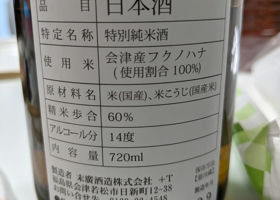 品目 日本酒
特定名称 特別純米酒
使用米 会津産フクノハナ
(使用割合100%)
原材料名 米(国産)、米こうじ(国産米)
精米歩合 60%
アルコール分 14度
内容量 720ml
製造者 末廣酒造株式会社 +T
福島県会津若松市日新町12-38